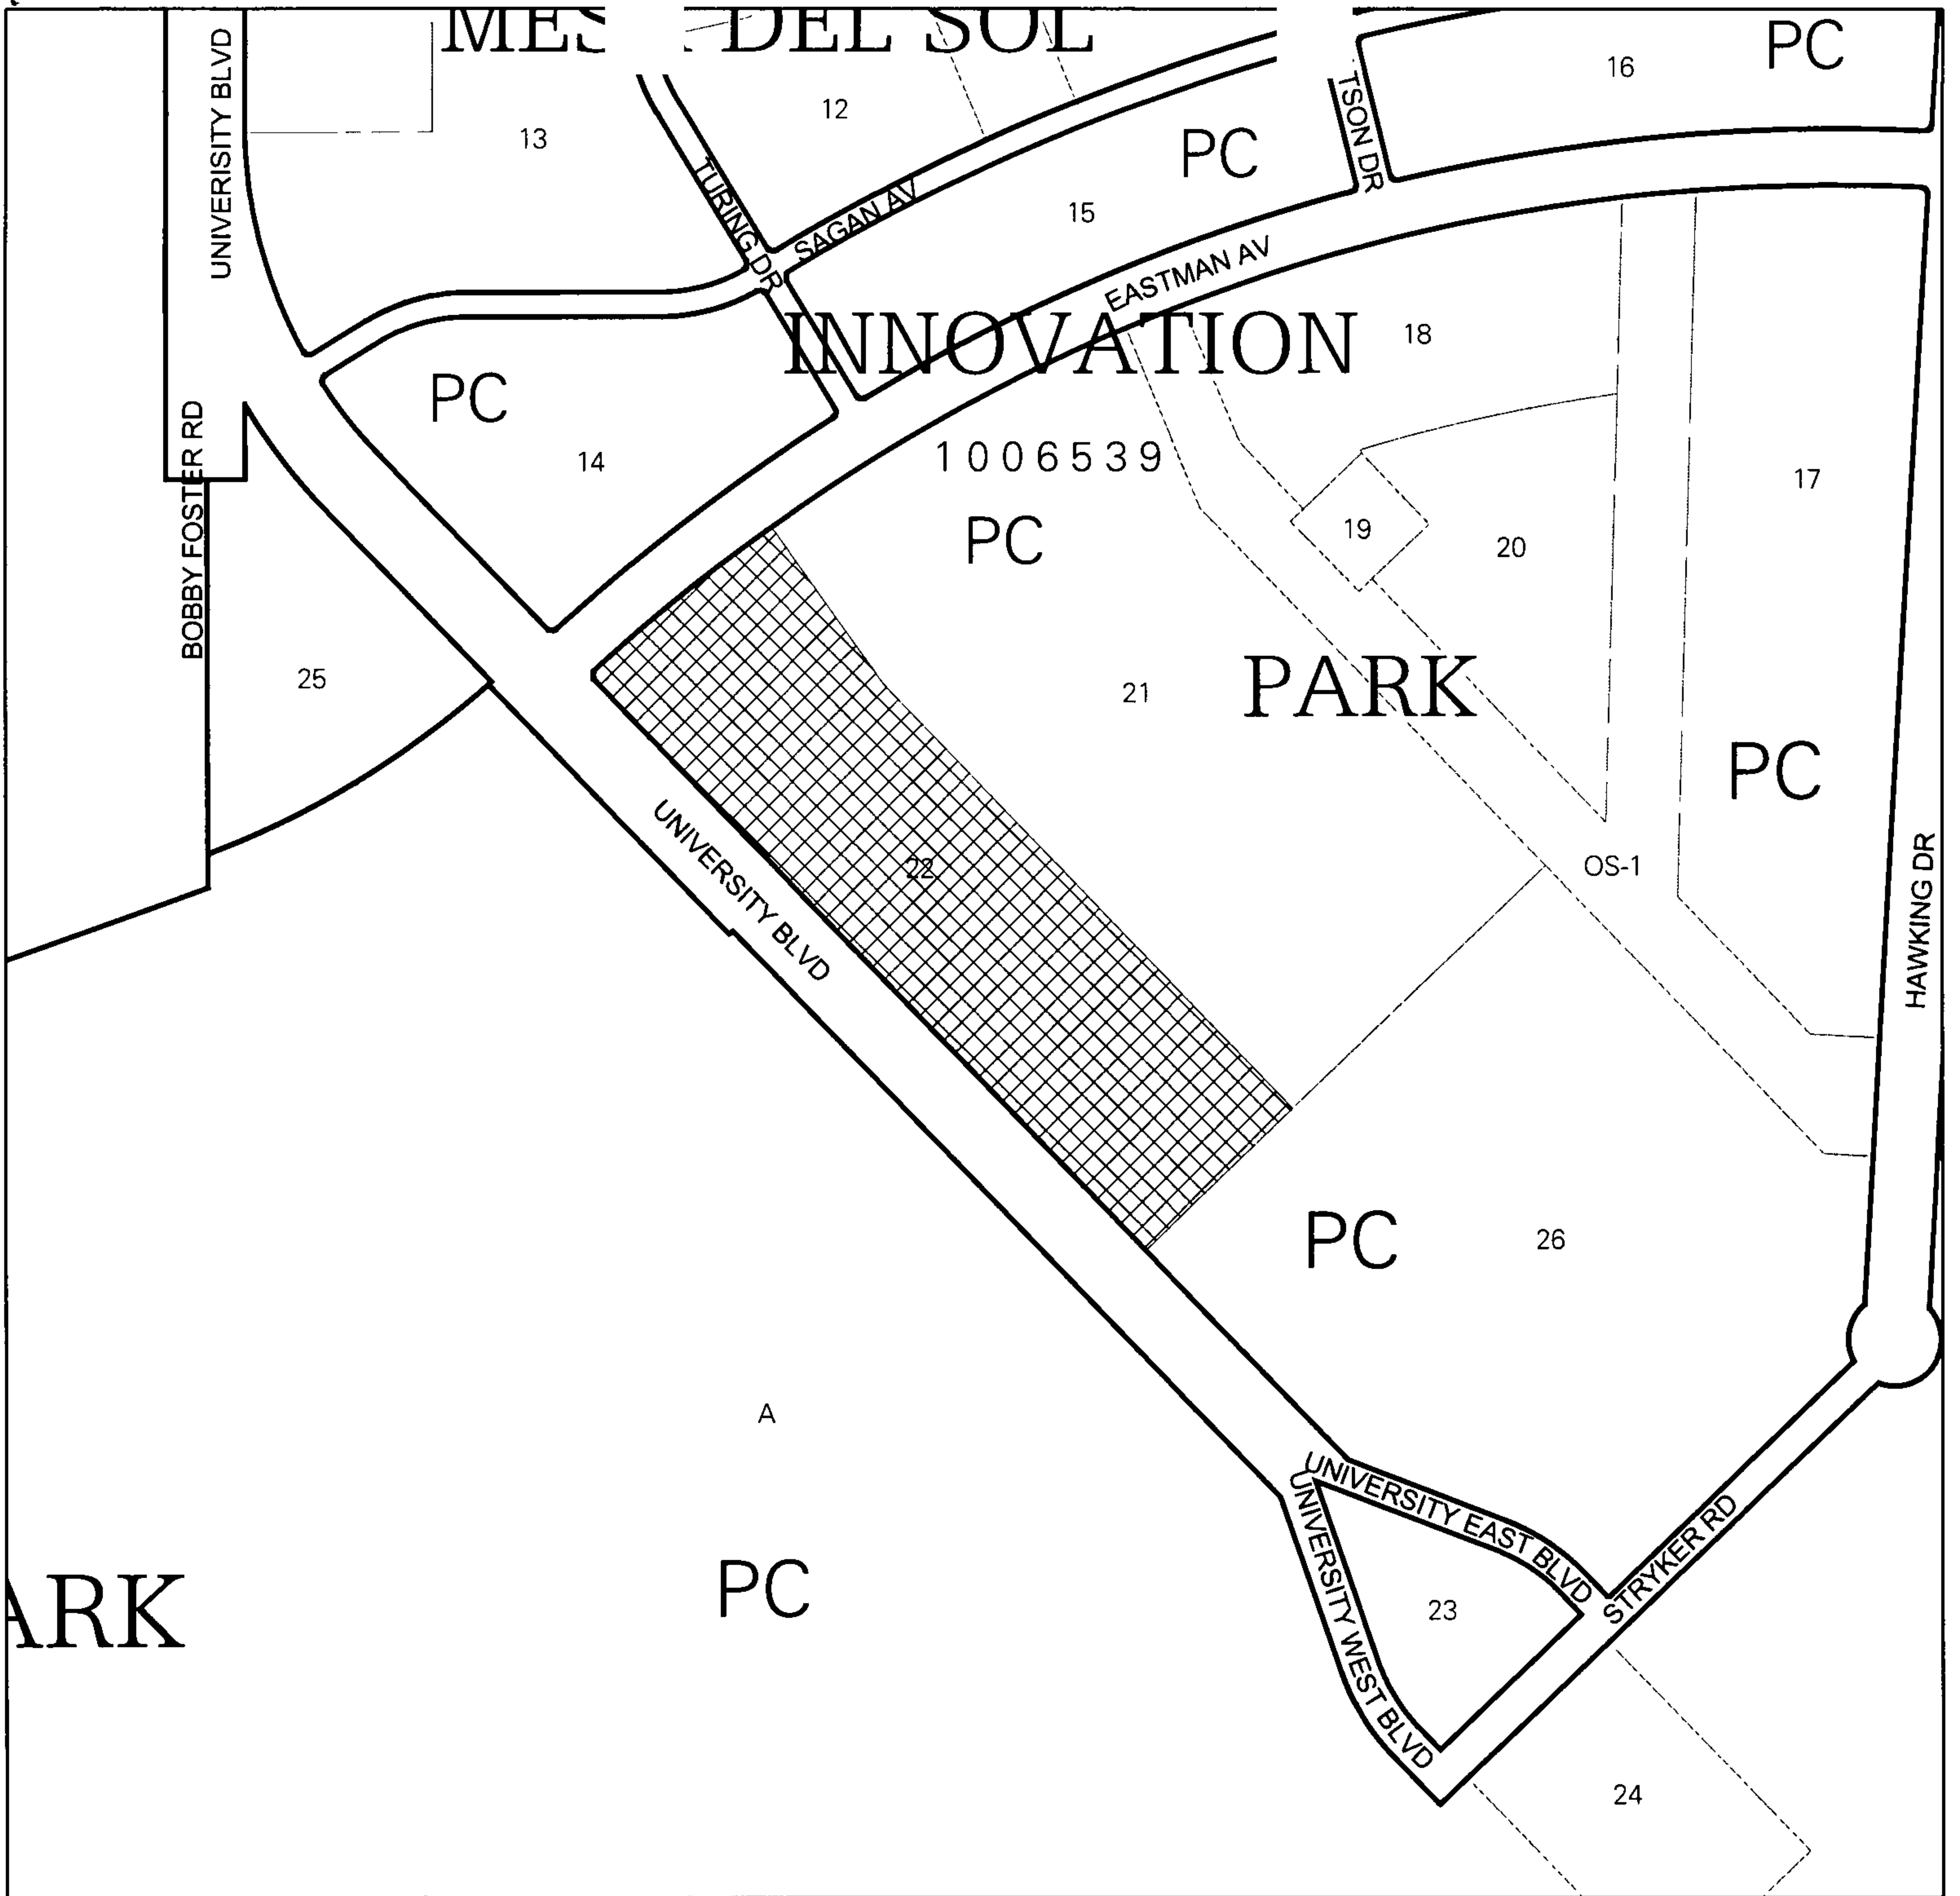 MES DEL SOL
PC
16
UNIVERISITY BLVD
12
13
TSON DR
PC
TURING DR
SAGAN AV
15
EASTMAN AV
INNOVATION
18
PC
14
1006539
17
BOBBY FOSTER RD
PC
19
20
25
21
PARK
PC
22
UNIVERSITY BLVD
OS-1
HAWKING DR
PC
26
A
UNIVERSITY EAST BLVD
UNIVERSITY WEST BLVD
STRYKER RD
PC
ARK
23
24